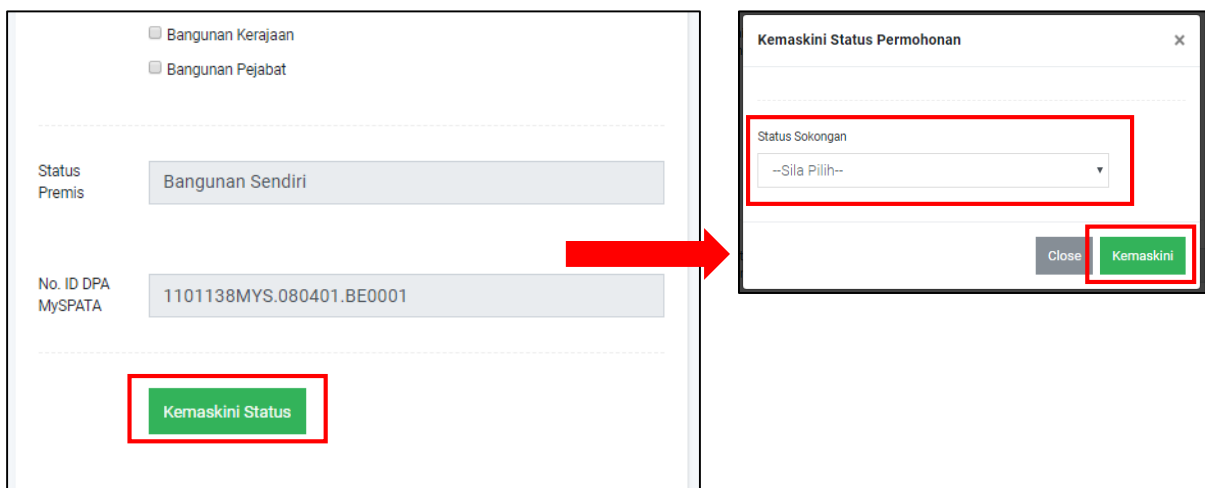 Bangunan Kerajaan
Bangunan Pejabat
Status
Premis
Bangunan Sendiri
No. ID DPA
MySPATA
1101138MYS.080401.BE0001
Kemaskini Status
Kemaskini Status Permohonan
×
Status Sokongan
--Sila Pilih--
Close
Kemaskini